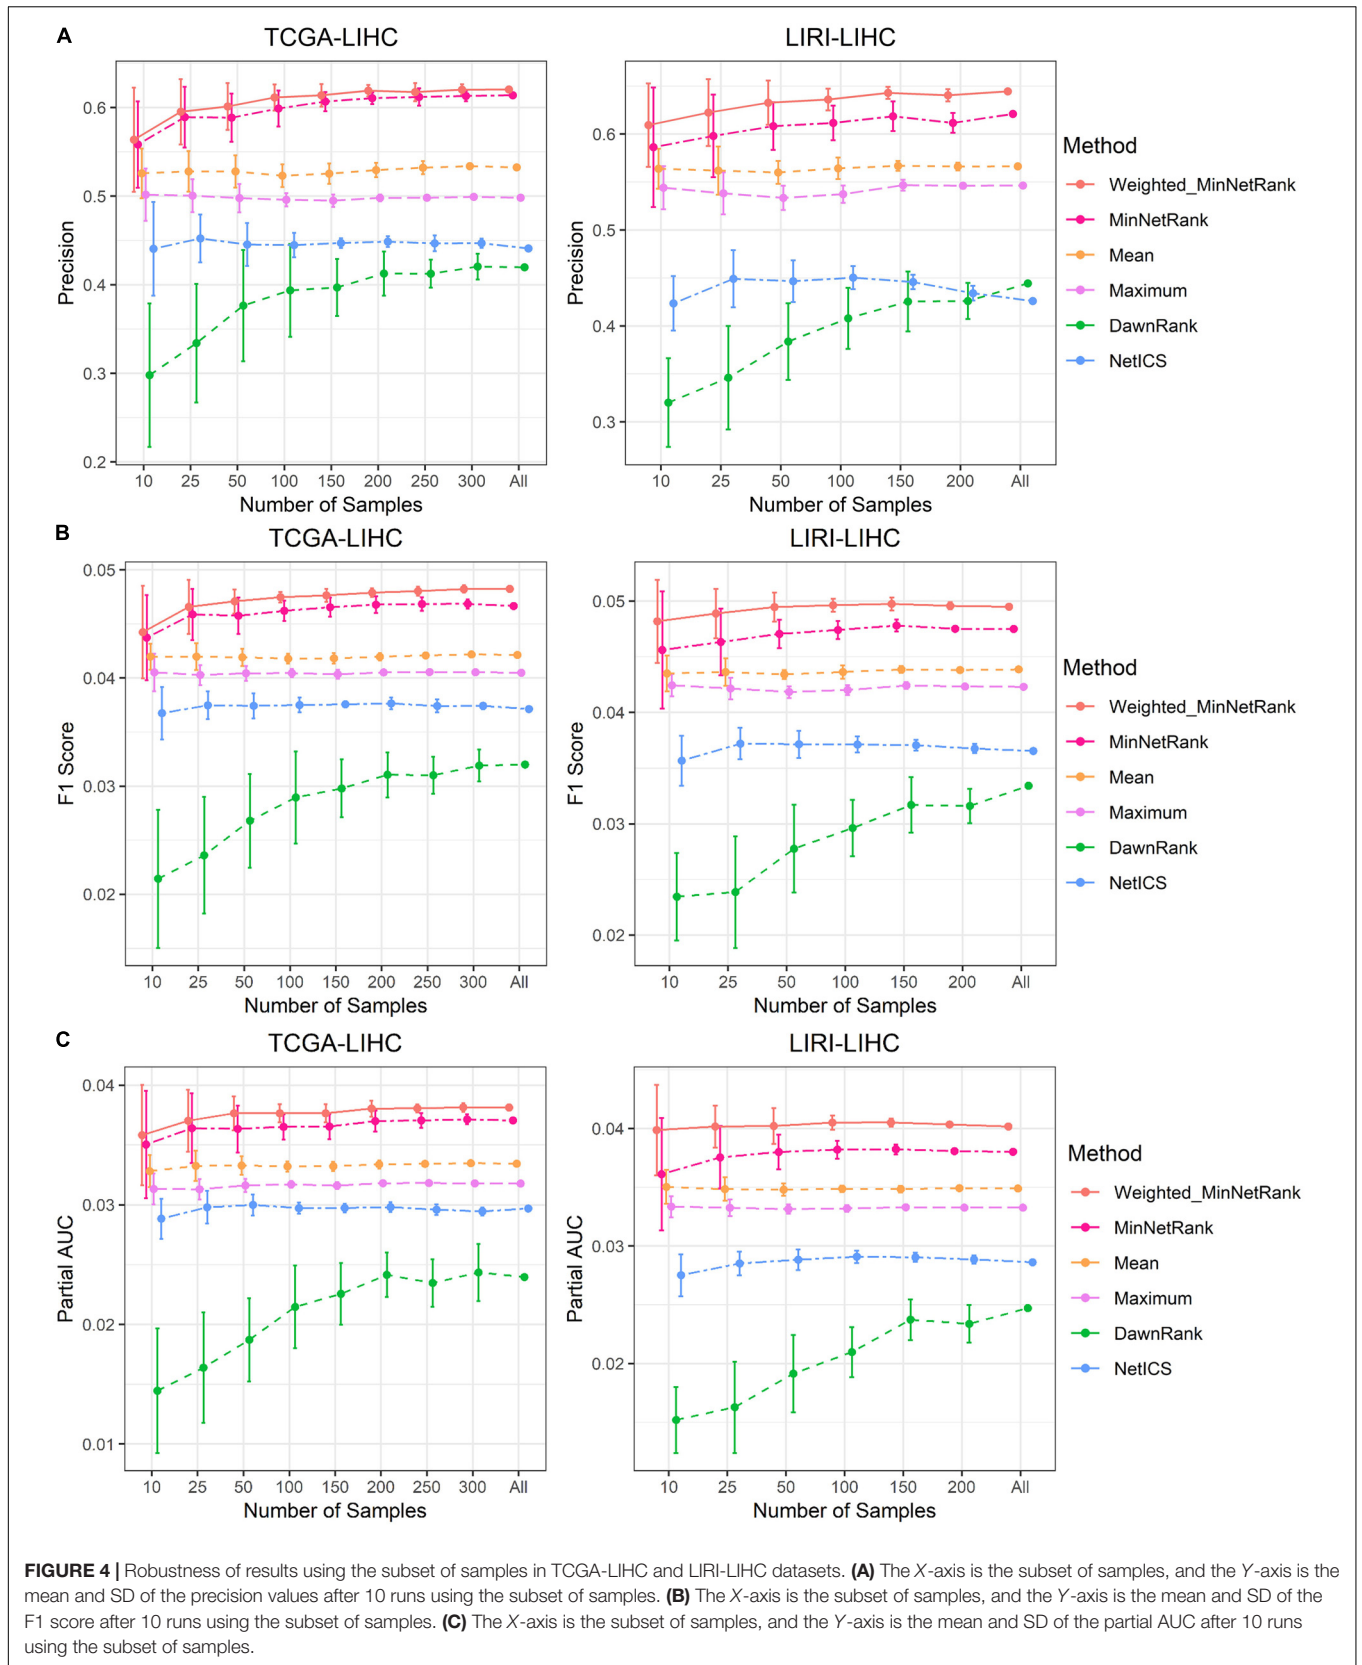 A
TCGA-LIHC
LIRI-LIHC
0.6
0.5
0.4
0.3
0.2
Precision
10 25 50 100 150 200 250 300 All
Number of Samples
0.6
0.5
0.4
0.3
Precision
10 25 50 100 150 200 All
Number of Samples
Method
Weighted_MinNetRank
MinNetRank
Mean
Maximum
DawnRank
NetICS
B
TCGA-LIHC
LIRI-LIHC
0.05
0.04
0.03
0.02
F1 Score
10 25 50 100 150 200 250 300 All
Number of Samples
0.05
0.04
0.03
0.02
F1 Score
10 25 50 100 150 200 All
Number of Samples
Method
Weighted_MinNetRank
MinNetRank
Mean
Maximum
DawnRank
NetICS
C
TCGA-LIHC
LIRI-LIHC
0.04
0.03
0.02
0.01
Partial AUC
10 25 50 100 150 200 250 300 All
Number of Samples
0.04
0.03
0.02
Partial AUC
10 25 50 100 150 200 All
Number of Samples
Method
Weighted_MinNetRank
MinNetRank
Mean
Maximum
DawnRank
NetICS
FIGURE 4 | Robustness of results using the subset of samples in TCGA-LIHC and LIRI-LIHC datasets. (A) The X-axis is the subset of samples, and the Y-axis is the
mean and SD of the precision values after 10 runs using the subset of samples. (B) The X-axis is the subset of samples, and the Y-axis is the mean and SD of the
F1 score after 10 runs using the subset of samples. (C) The X-axis is the subset of samples, and the Y-axis is the mean and SD of the partial AUC after 10 runs
using the subset of samples.